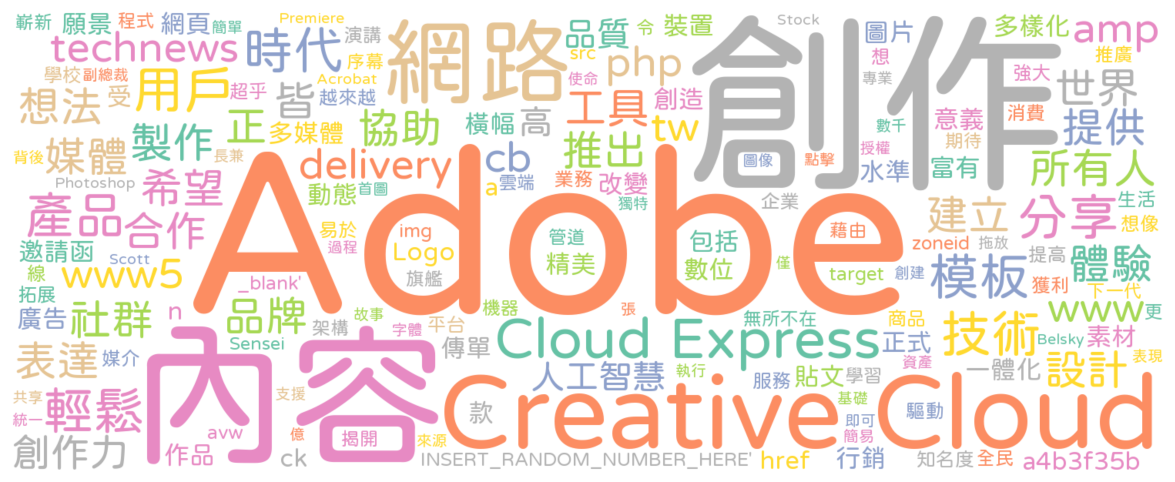 Adobe
創作
內容
Creative Cloud
網路
Cloud Express
時代
用戶
technews
嶄新
願景
程式
網頁
簡單
Premiere
演講
序幕
Acrobat
越來越
超乎
學校
副總裁
受
想法
皆
正
多媒體
協助
製作
媒體
背後
長兼
Photoshop
希望
產品
合作
邀請函
www5
Scott
線
拓展
廣告
社群
n
_blank'
品牌
Sensei
表達
媒介
共享
統一
輕鬆
創作力
作品
avw
ck
億
揭開
支援
來源
架構
故事
字體
平台
傳單
機器
旗艦
Logo
img
易於
過程
動態
首圖
delivery
a
cb
雲端
橫幅
高
推出
業務
改變
獨特
工具
創造
tw
php
src
使命
品質
令
裝置
Stock
圖片
想
專業
數千
授權
點擊
圖像
水準
多樣化
amp
推廣
強大
世界
消費
意義
期待
提供
富有
所有人
生活
想像
建立
分享
企業
藉由
zoneid
拖放
提高
體驗
模板
target
創建
獲利
下一代
www
更
僅
數位
包括
管道
精美
張
無所不在
商品
正式
技術
Belsky
素材
表現
一體化
設計
資產
人工智慧
執行
服務
貼文
學習
基礎
即可
簡易
驅動
款
INSERT_RANDOM_NUMBER_HERE'
href
行銷
知名度
全民
a4b3f35b